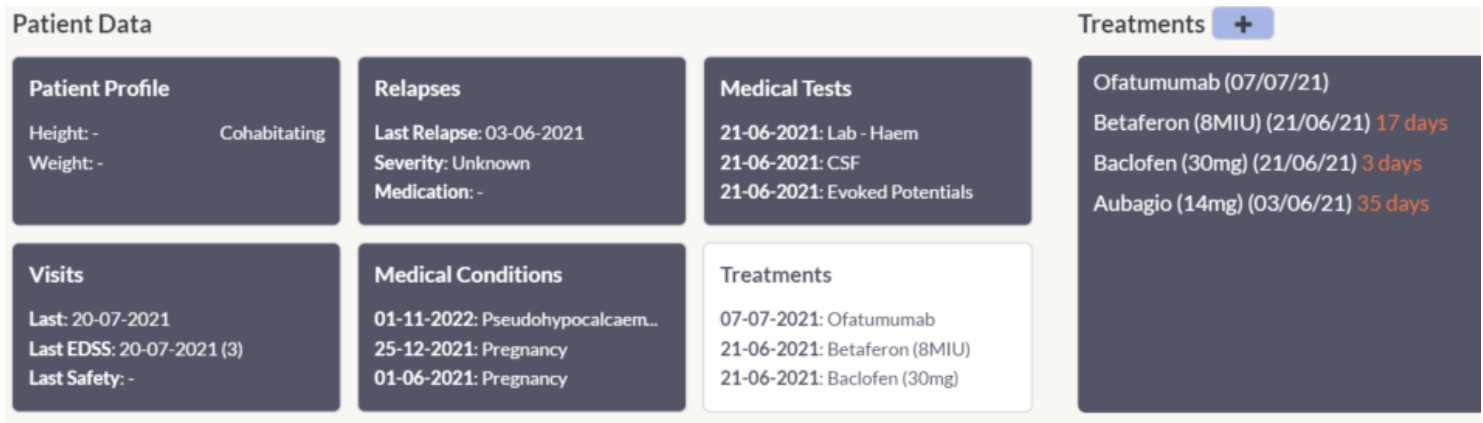 Patient Data
Patient Profile
Height: - Cohabitating
Weight: -
Relapses
Last Relapse: 03-06-2021
Severity: Unknown
Medication: -
Medical Tests
21-06-2021: Lab - Haem
21-06-2021: CSF
21-06-2021: Evoked Potentials
Visits
Last: 20-07-2021
Last EDSS: 20-07-2021 (3)
Last Safety: -
Medical Conditions
01-11-2022: Pseudohypocalcaem...
25-12-2021: Pregnancy
01-06-2021: Pregnancy
Treatments
07-07-2021: Ofatumumab
21-06-2021: Betaferon (8MIU)
21-06-2021: Baclofen (30mg)
Treatments +
Ofatumumab (07/07/21)
Betaferon (8MIU) (21/06/21) 17 days
Baclofen (30mg) (21/06/21) 3 days
Aubagio (14mg) (03/06/21) 35 days